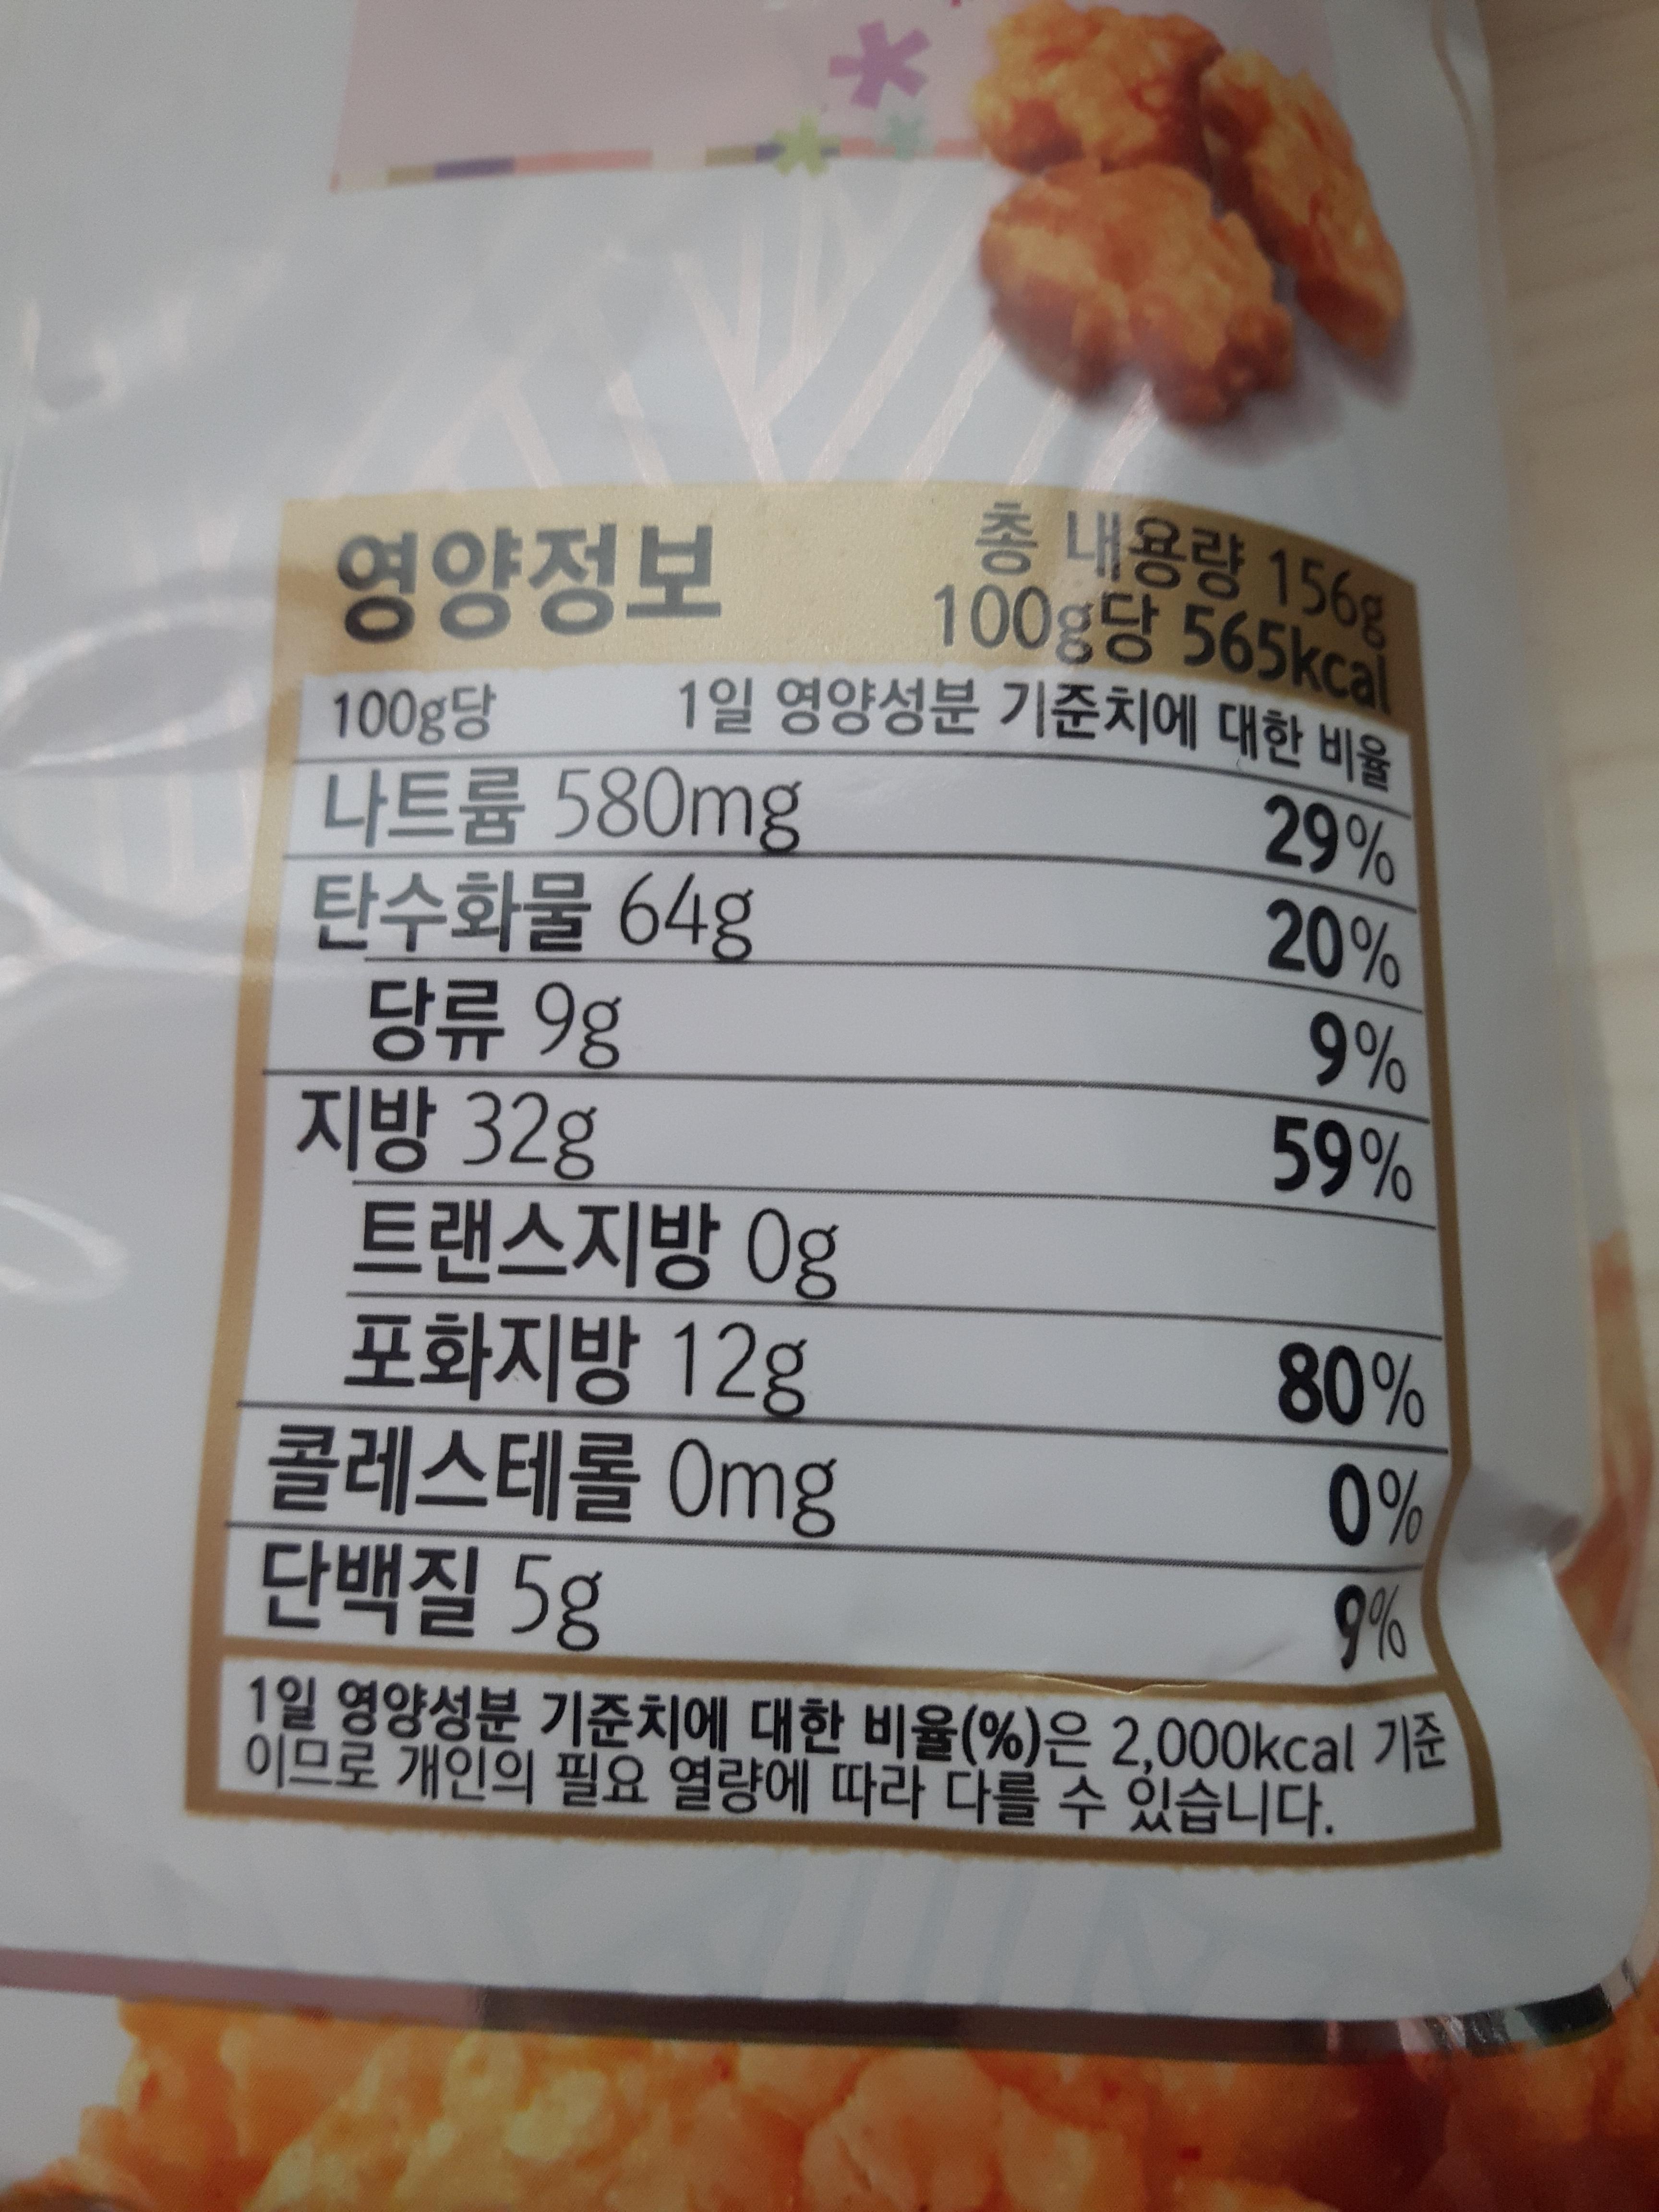 영양정보
총 내용량 156g
100g당 565kcal
100g당 1일 영양성분 기준치에 대한 비율
나트륨 580mg 29%
탄수화물 64g 20%
당류 9g 9%
지방 32g 59%
트랜스지방 0g
포화지방 12g 80%
콜레스테롤 0mg 0%
단백질 5g 9%
1일 영양성분 기준치에 대한 비율(%)은 2,000kcal 기준
이므로 개인의 필요 열량에 따라 다를 수 있습니다.